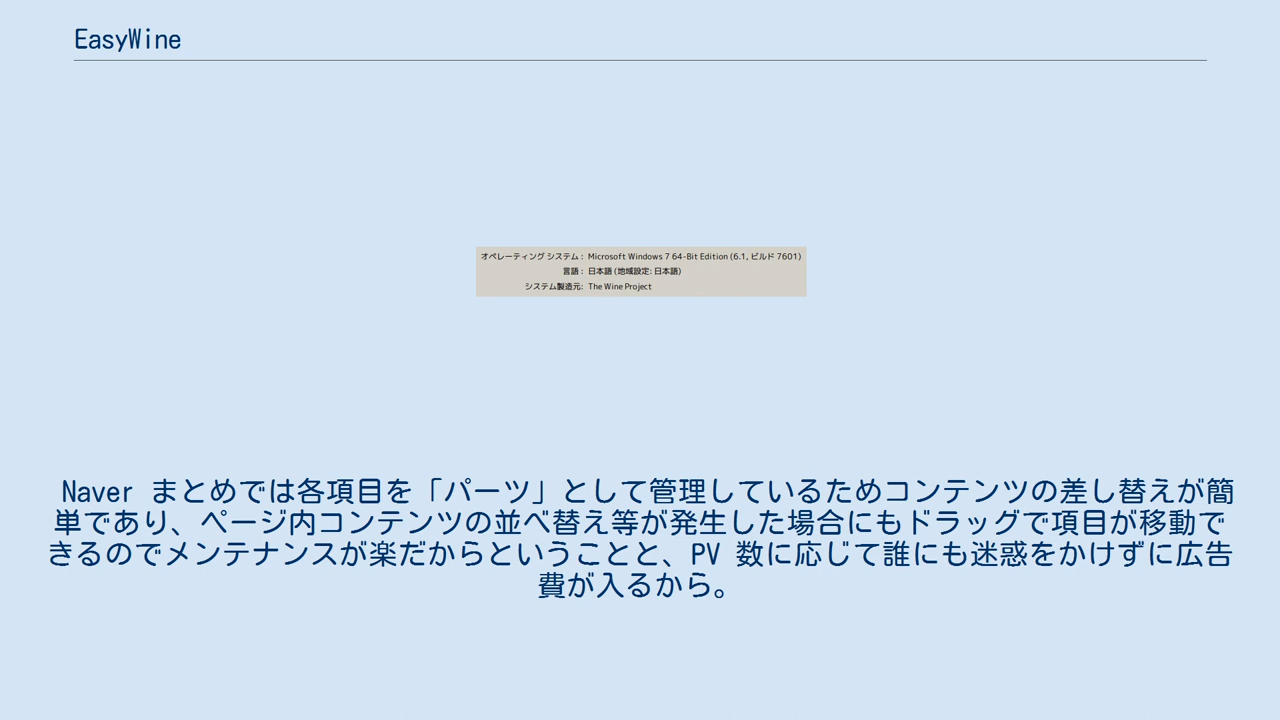 EasyWine
オペレーティング システム : Microsoft Windows 7 64-Bit Edition (6.1, ビルド 7601)
言語 : 日本語 (地域設定: 日本語)
システム製造元: The Wine Project
Naver まとめでは各項目を「パーツ」として管理しているためコンテンツの差し替えが簡
単であり、ページ内コンテンツの並べ替え等が発生した場合にもドラッグで項目が移動で
きるのでメンテナンスが楽だからということと、PV 数に応じて誰にも迷惑をかけずに広告
費が入るから。